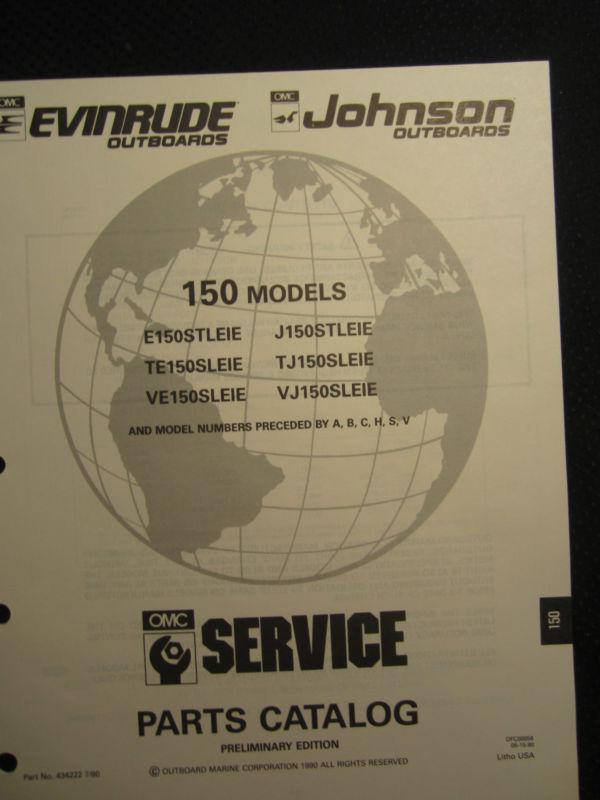 OMC EVINRUDE OUTBOARDS
OMC Johnson OUTBOARDS
150 MODELS
E150STLEIE J150STLEIE
TE150SLEIE TJ150SLEIE
VE150SLEIE VJ150SLEIE
AND MODEL NUMBERS PRECEDED BY A, B, C, H, S, V
150
OMC SERVICE
PARTS CATALOG
PRELIMINARY EDITION
© OUTBOARD MARINE CORPORATION 1990 ALL RIGHTS RESERVED
Part No. 434222 7/90
Litho USA